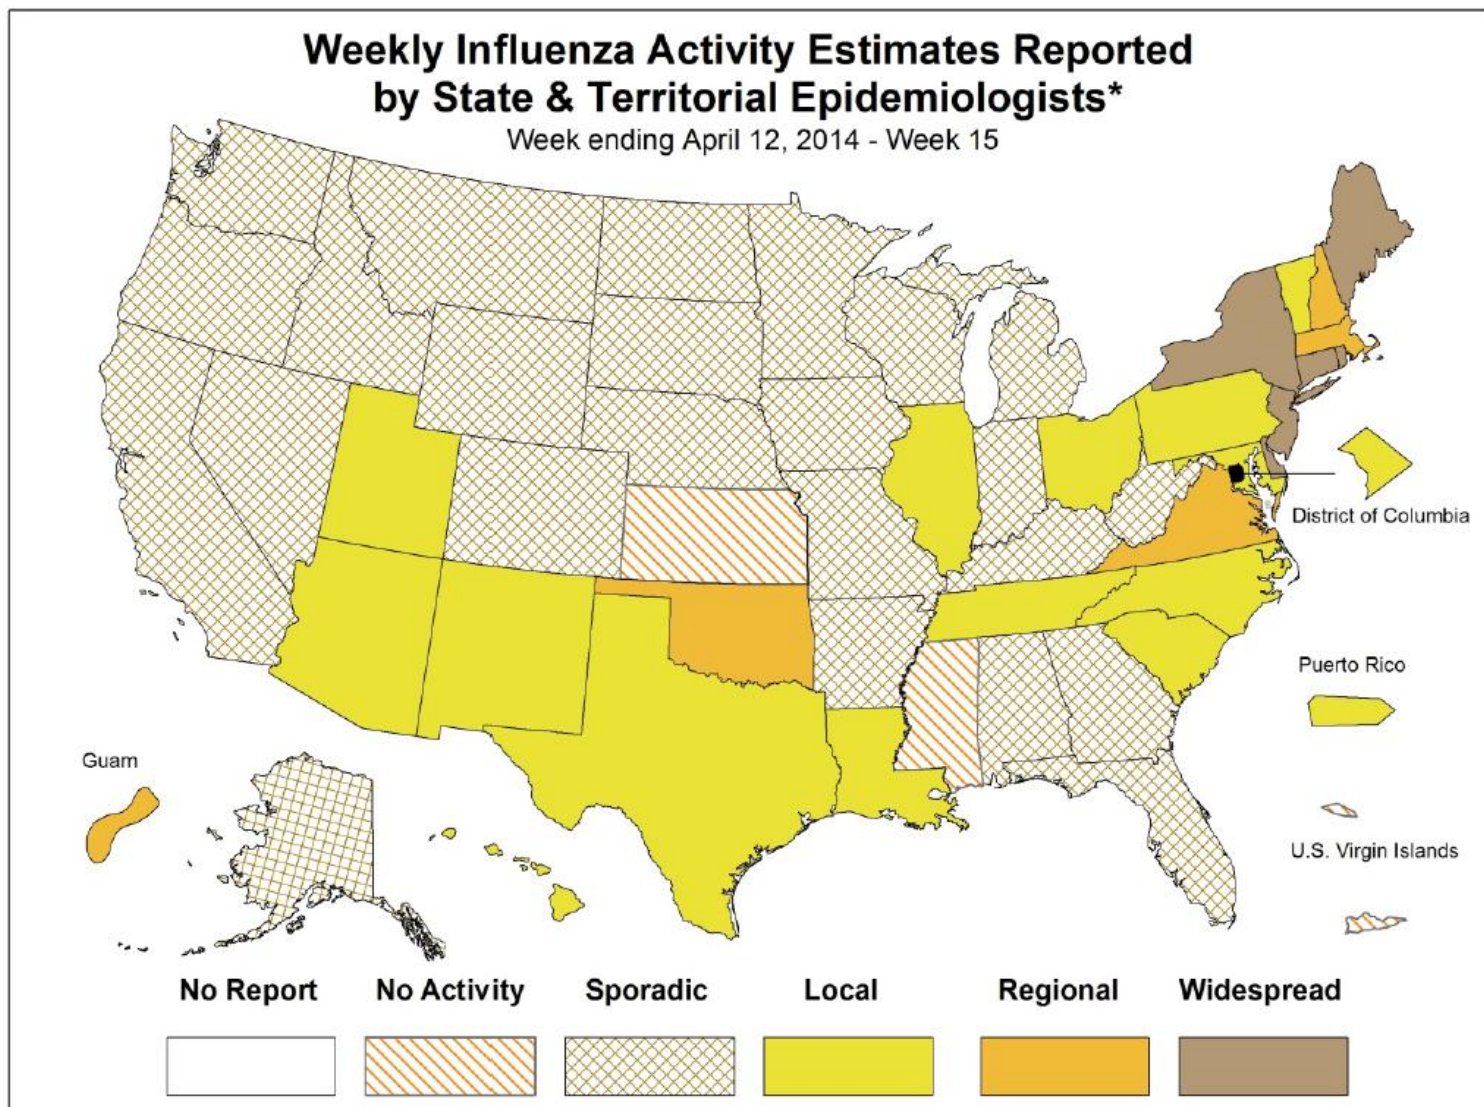 Weekly Influenza Activity Estimates Reported
by State & Territorial Epidemiologists*
Week ending April 12, 2014 - Week 15
District of Columbia
Puerto Rico
Guam
U.S. Virgin Islands
No Report No Activity Sporadic Local Regional Widespread